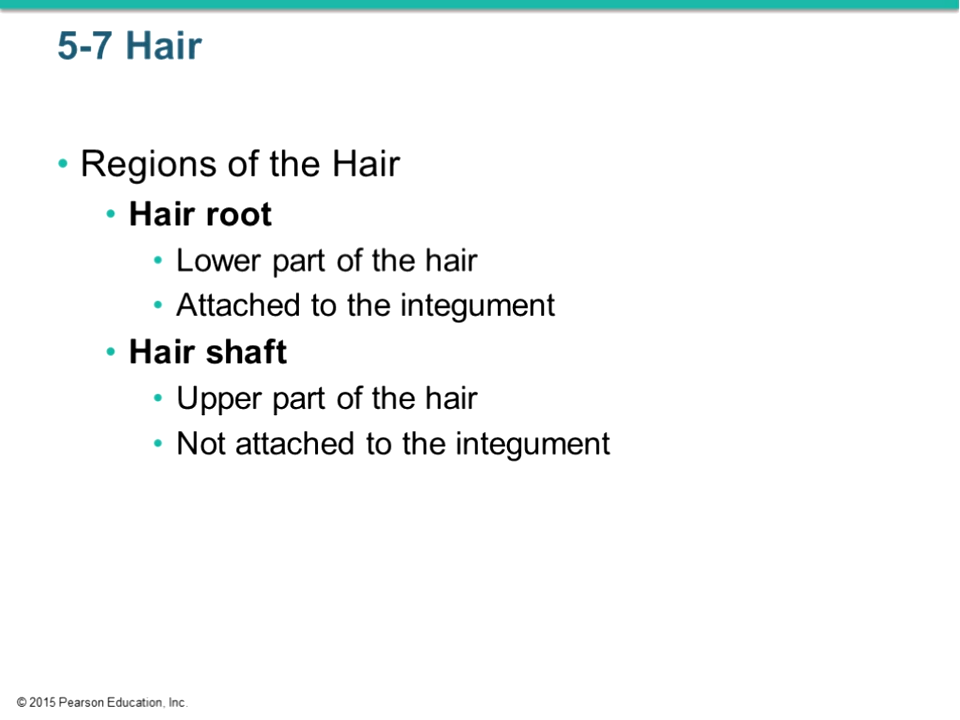 5-7 Hair
• Regions of the Hair
• Hair root
• Lower part of the hair
• Attached to the integument
• Hair shaft
• Upper part of the hair
• Not attached to the integument
© 2015 Pearson Education, Inc.